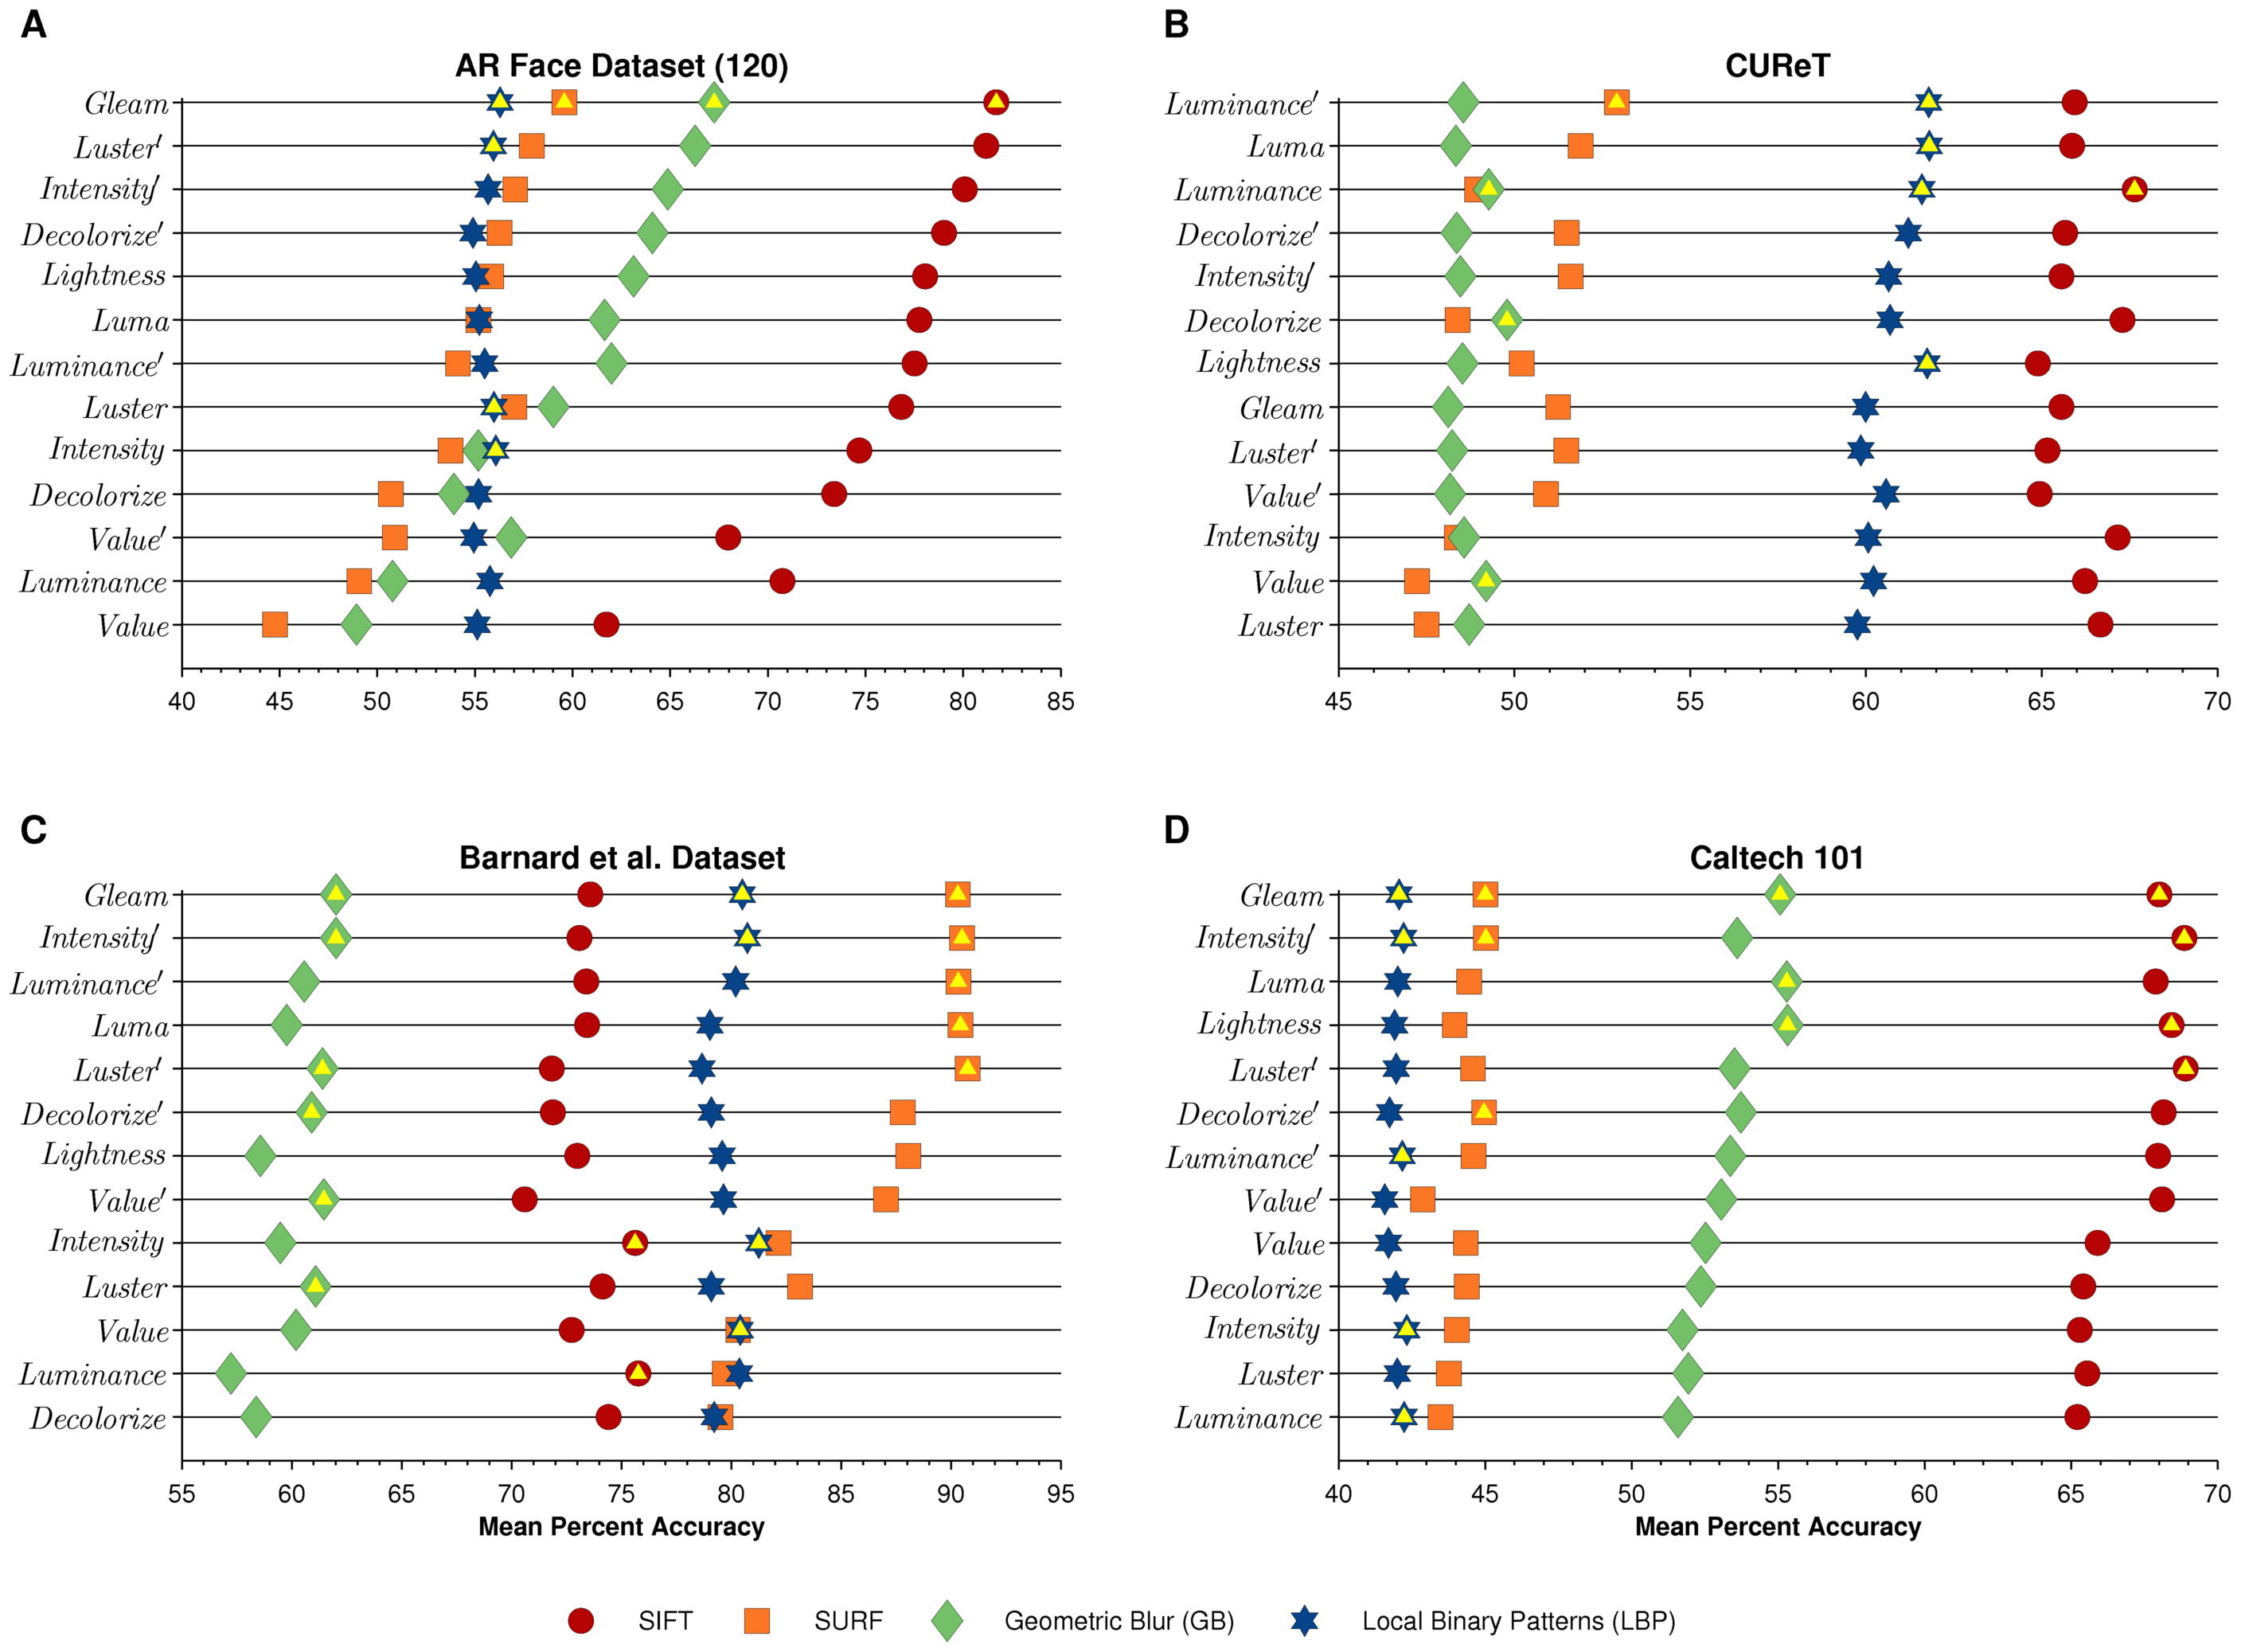 A
AR Face Dataset (120)
Gleam
Luster′
Intensity′
Decolorize′
Lightness
Luma
Luminance′
Luster
Intensity
Decolorize
Value′
Luminance
Value
40 45 50 55 60 65 70 75 80 85
B
CUReT
Luminance′
Luma
Luminance
Decolorize′
Intensity′
Decolorize
Lightness
Gleam
Luster′
Value′
Intensity
Value
Luster
45 50 55 60 65 70
C
Barnard et al. Dataset
Gleam
Intensity′
Luminance′
Luma
Luster′
Decolorize′
Lightness
Value′
Intensity
Luster
Value
Luminance
Decolorize
55 60 65 70 75 80 85 90 95
Mean Percent Accuracy
D
Caltech 101
Gleam
Intensity′
Luma
Lightness
Luster′
Decolorize′
Luminance′
Value′
Value
Decolorize
Intensity
Luster
Luminance
40 45 50 55 60 65 70
Mean Percent Accuracy
SIFT SURF Geometric Blur (GB) Local Binary Patterns (LBP)